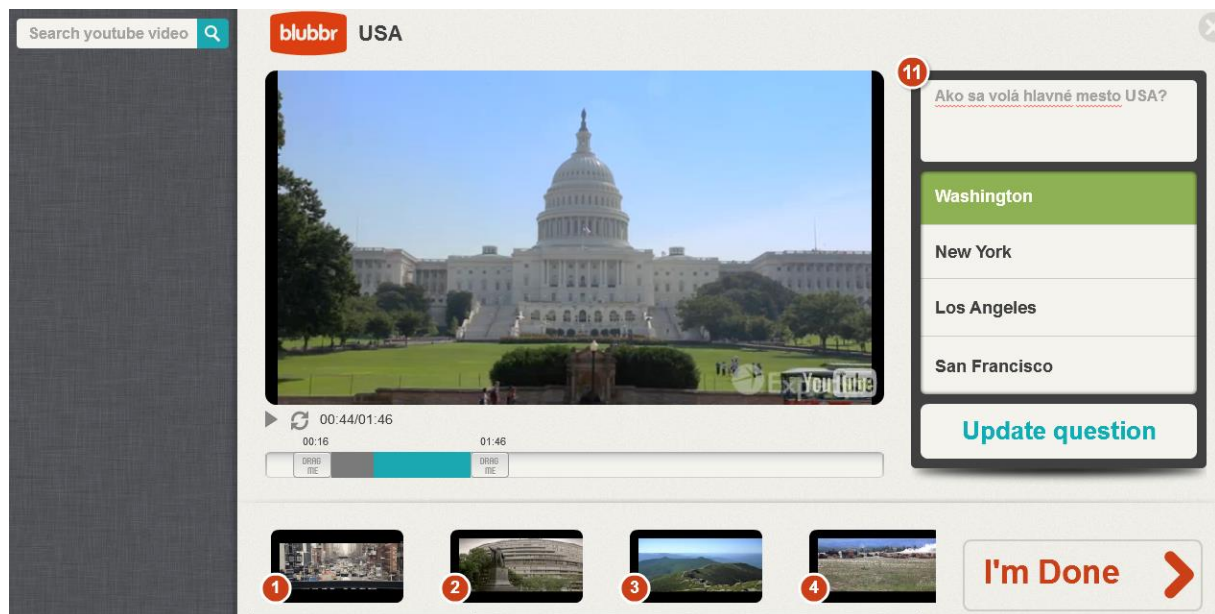 Search youtube video
blubbr
USA
11
Ako sa volá hlavné mesto USA?
Washington
New York
Los Angeles
San Francisco
Update question
YouTube
00:44/01:46
00:16
01:46
DRAG
ME
DRAG
ME
1
2
3
4
I'm Done